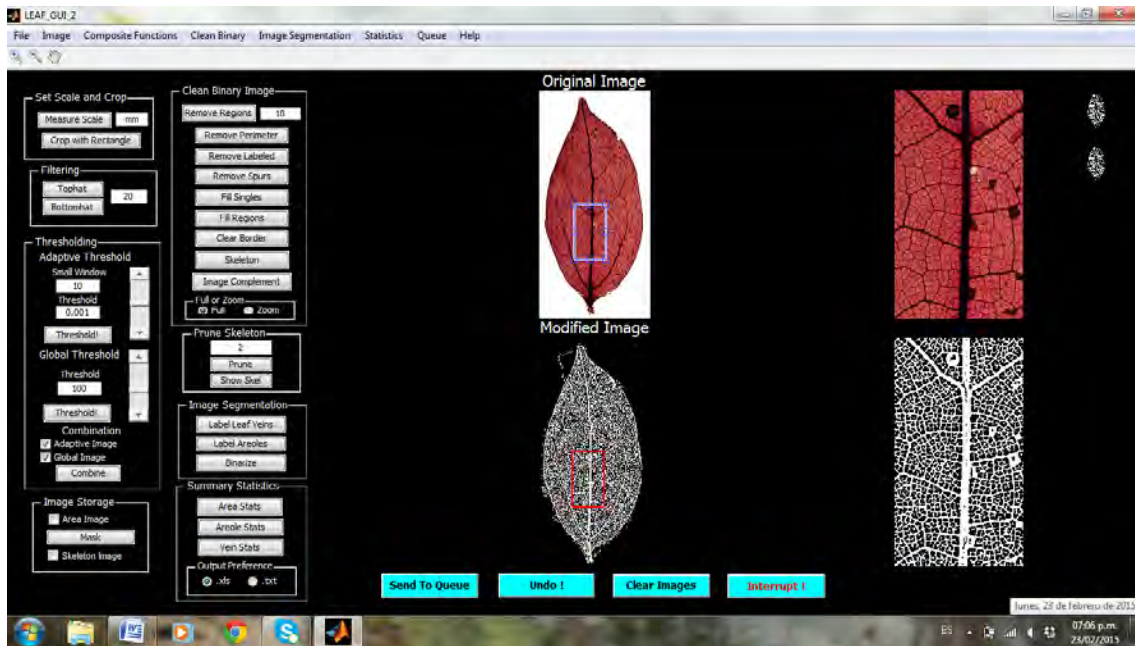 LEAF_GUI_2
File Image Composite Functions Clean Binary Image Segmentation Statistics Queue Help
Set Scale and Crop
Measure Scale mm
Crop with Rectangle
Filtering
Tophat
20
Bottomhat
Thresholding
Adaptive Threshold
Small Window
10
Threshold
0.001
Threshold!
Global Threshold
Threshold
100
Threshold!
Combination
Adaptive Image
Global Image
Combine
Image Storage
Area Image
Mask
Skeleton Image
Clean Binary Image
Remove Regions 10
Remove Perimeter
Remove Labeled
Remove Spurs
Fill Singles
Fill Regions
Clear Border
Skeleton
Image Complement
Full or Zoom
Full Zoom
Prune Skeleton
2
Prune
Show Skel
Image Segmentation
Label Leaf Veins
Label Areoles
Binarize
Summary Statistics
Area Stats
Areole Stats
Vein Stats
Output Preference
.xls .txt
Original Image
Modified Image
Send To Queue Undo ! Clear Images Interrupt !
lunes, 23 de febrero de 2015
ES 07:06 p.m.
23/02/2015